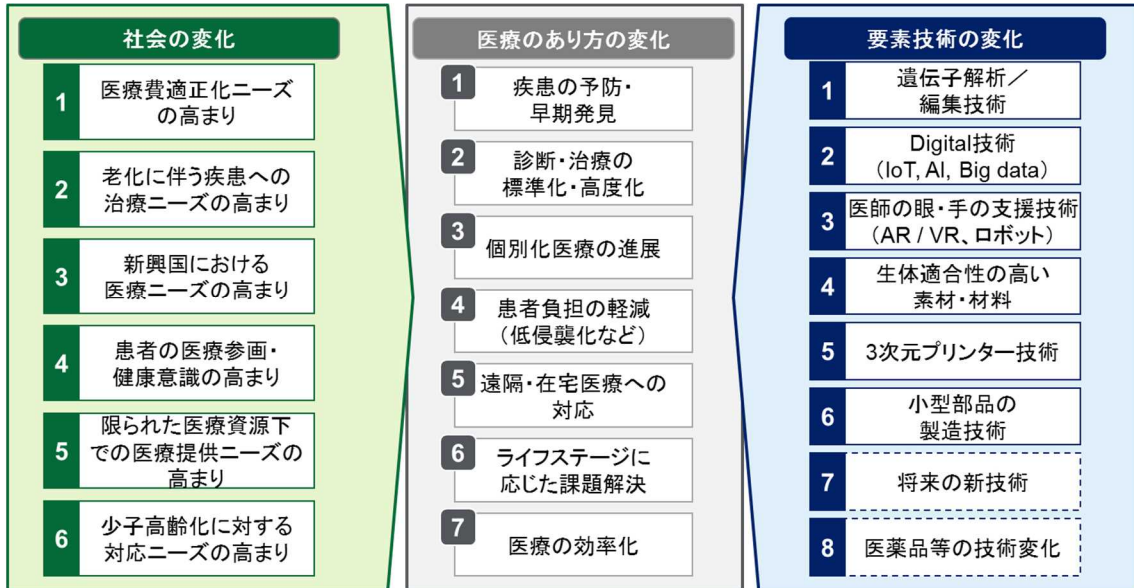 社会の変化
1
医療費適正化ニーズ
の高まり
2
老化に伴う疾患への
治療ニーズの高まり
3
新興国における
医療ニーズの高まり
4
患者の医療参画・
健康意識の高まり
5
限られた医療資源下
での医療提供ニーズの
高まり
6
少子高齢化に対する
対応ニーズの高まり
医療のあり方の変化
1
疾患の予防・
早期発見
2
診断・治療の
標準化・高度化
3
個別化医療の進展
4
患者負担の軽減
（低侵襲化など）
5
遠隔・在宅医療への
対応
6
ライフステージに
応じた課題解決
7
医療の効率化
要素技術の変化
1
遺伝子解析／
編集技術
2
Digital技術
（IoT, AI, Big data）
3
医師の眼・手の支援技術
（AR / VR、ロボット）
4
生体適合性の高い
素材・材料
5
3次元プリンター技術
6
小型部品の
製造技術
7
将来の新技術
8
医薬品等の技術変化